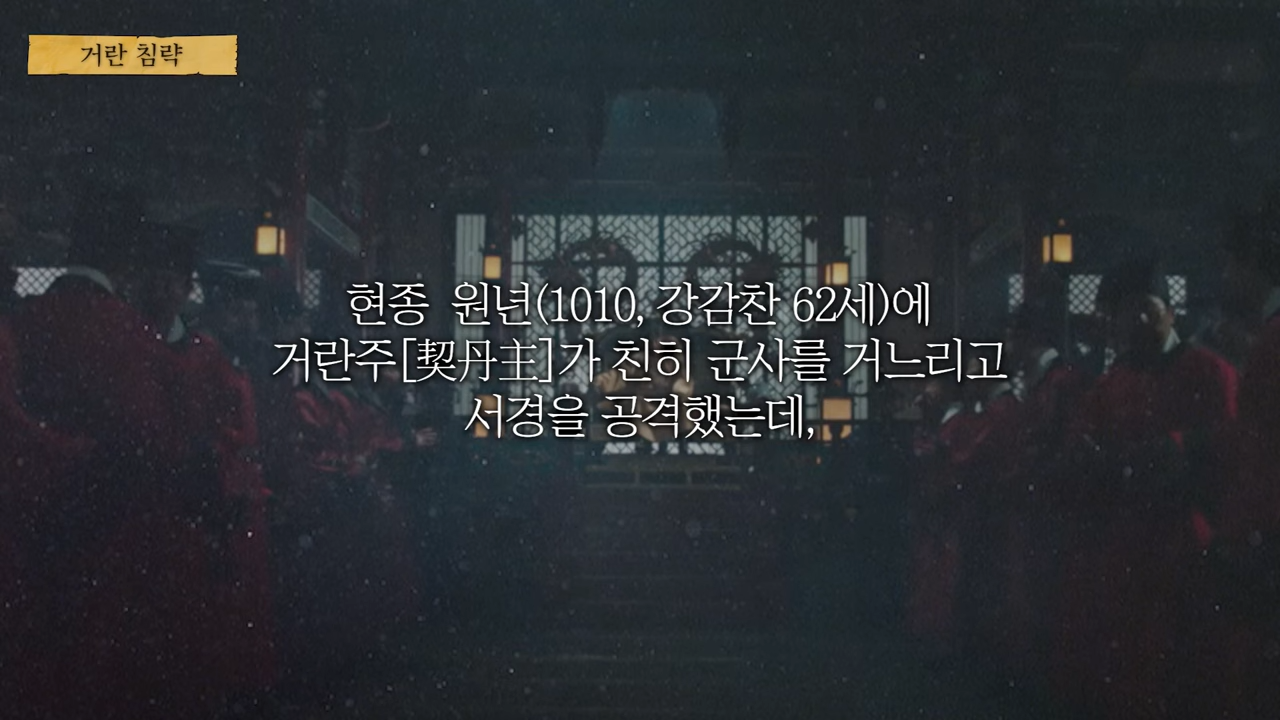 거란 침략
현종 원년(1010, 강감찬 62세)에
거란주[契丹主]가 친히 군사를 거느리고
서경을 공격했는데,